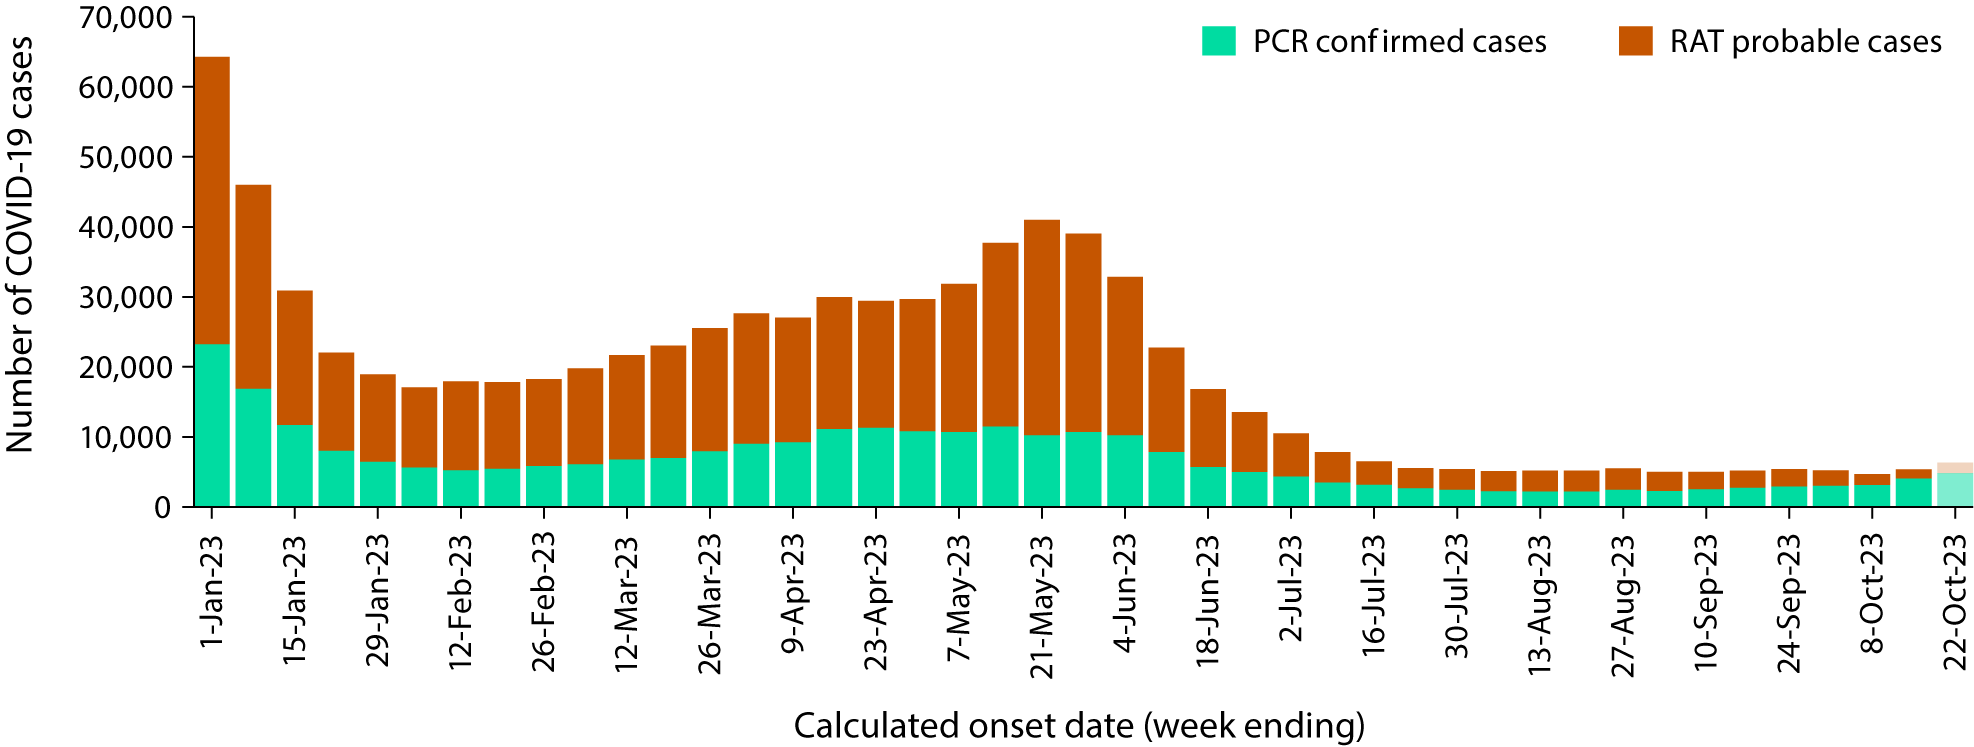 Number of COVID-19 cases
70,000
60,000
50,000
40,000
30,000
20,000
10,000
0
PCR confirmed cases
RAT probable cases
1-Jan-23
15-Jan-23
29-Jan-23
12-Feb-23
26-Feb-23
12-Mar-23
26-Mar-23
9-Apr-23
23-Apr-23
7-May-23
21-May-23
4-Jun-23
18-Jun-23
2-Jul-23
16-Jul-23
30-Jul-23
13-Aug-23
27-Aug-23
10-Sep-23
24-Sep-23
8-Oct-23
22-Oct-23
Calculated onset date (week ending)